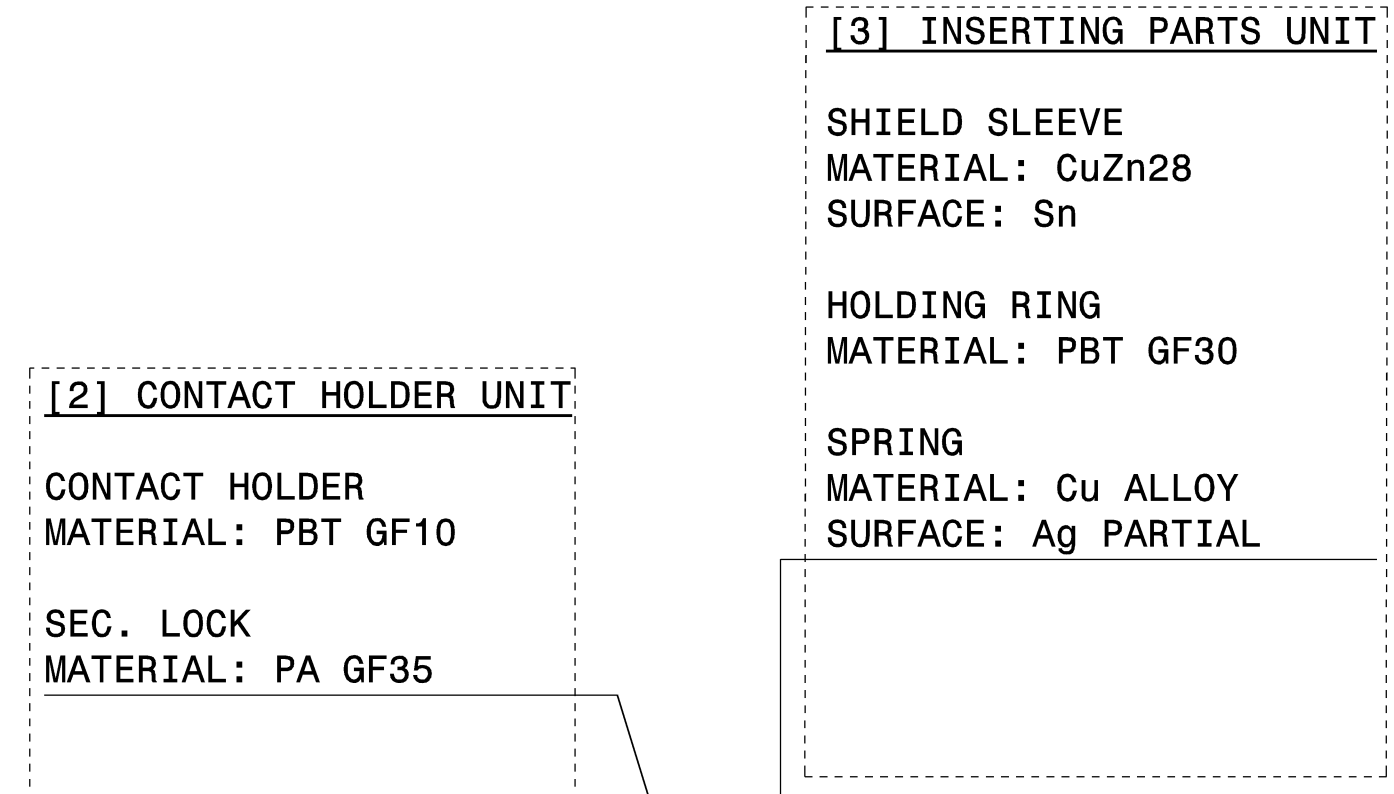 [3] INSERTING PARTS UNIT
SHIELD SLEEVE
MATERIAL: CuZn28
SURFACE: Sn
HOLDING RING
MATERIAL: PBT GF30
SPRING
MATERIAL: Cu ALLOY
SURFACE: Ag PARTIAL
[2] CONTACT HOLDER UNIT
CONTACT HOLDER
MATERIAL: PBT GF10
SEC. LOCK
MATERIAL: PA GF35